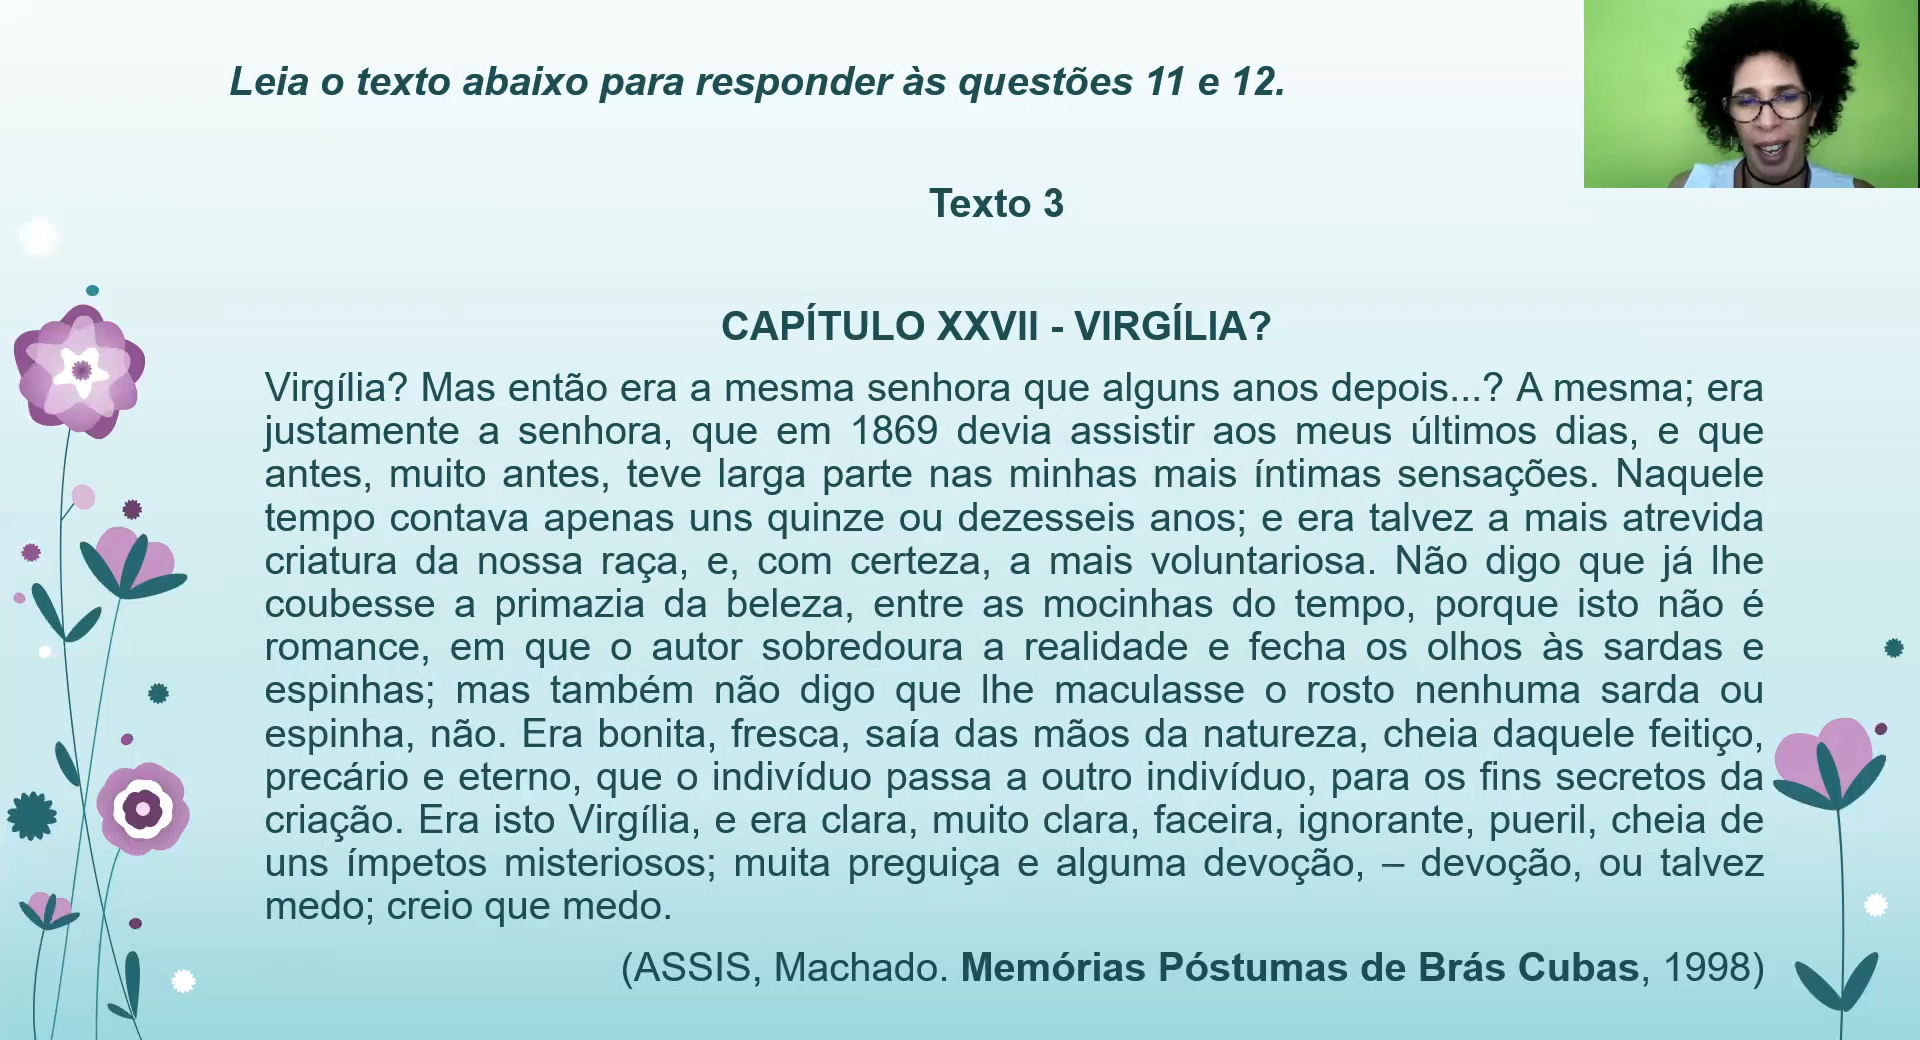 Leia o texto abaixo para responder às questões 11 e 12.
Texto 3
CAPÍTULO XXVII - VIRGÍLIA?
Virgília? Mas então era a mesma senhora que alguns anos depois...? A mesma; era
justamente a senhora, que em 1869 devia assistir aos meus últimos dias, e que
antes, muito antes, teve larga parte nas minhas mais íntimas sensações. Naquele
tempo contava apenas uns quinze ou dezesseis anos; e era talvez a mais atrevida
criatura da nossa raça, e, com certeza, a mais voluntariosa. Não digo que já lhe
coubesse a primazia da beleza, entre as mocinhas do tempo, porque isto não é
romance, em que o autor sobredoura a realidade e fecha os olhos às sardas e
espinhas; mas também não digo que lhe maculasse o rosto nenhuma sarda ou
espinha, não. Era bonita, fresca, saía das mãos da natureza, cheia daquele feitiço,
precário e eterno, que o indivíduo passa a outro indivíduo, para os fins secretos da
criação. Era isto Virgília, e era clara, muito clara, faceira, ignorante, pueril, cheia de
uns ímpetos misteriosos; muita preguiça e alguma devoção, – devoção, ou talvez
medo; creio que medo.
(ASSIS, Machado. Memórias Póstumas de Brás Cubas, 1998)